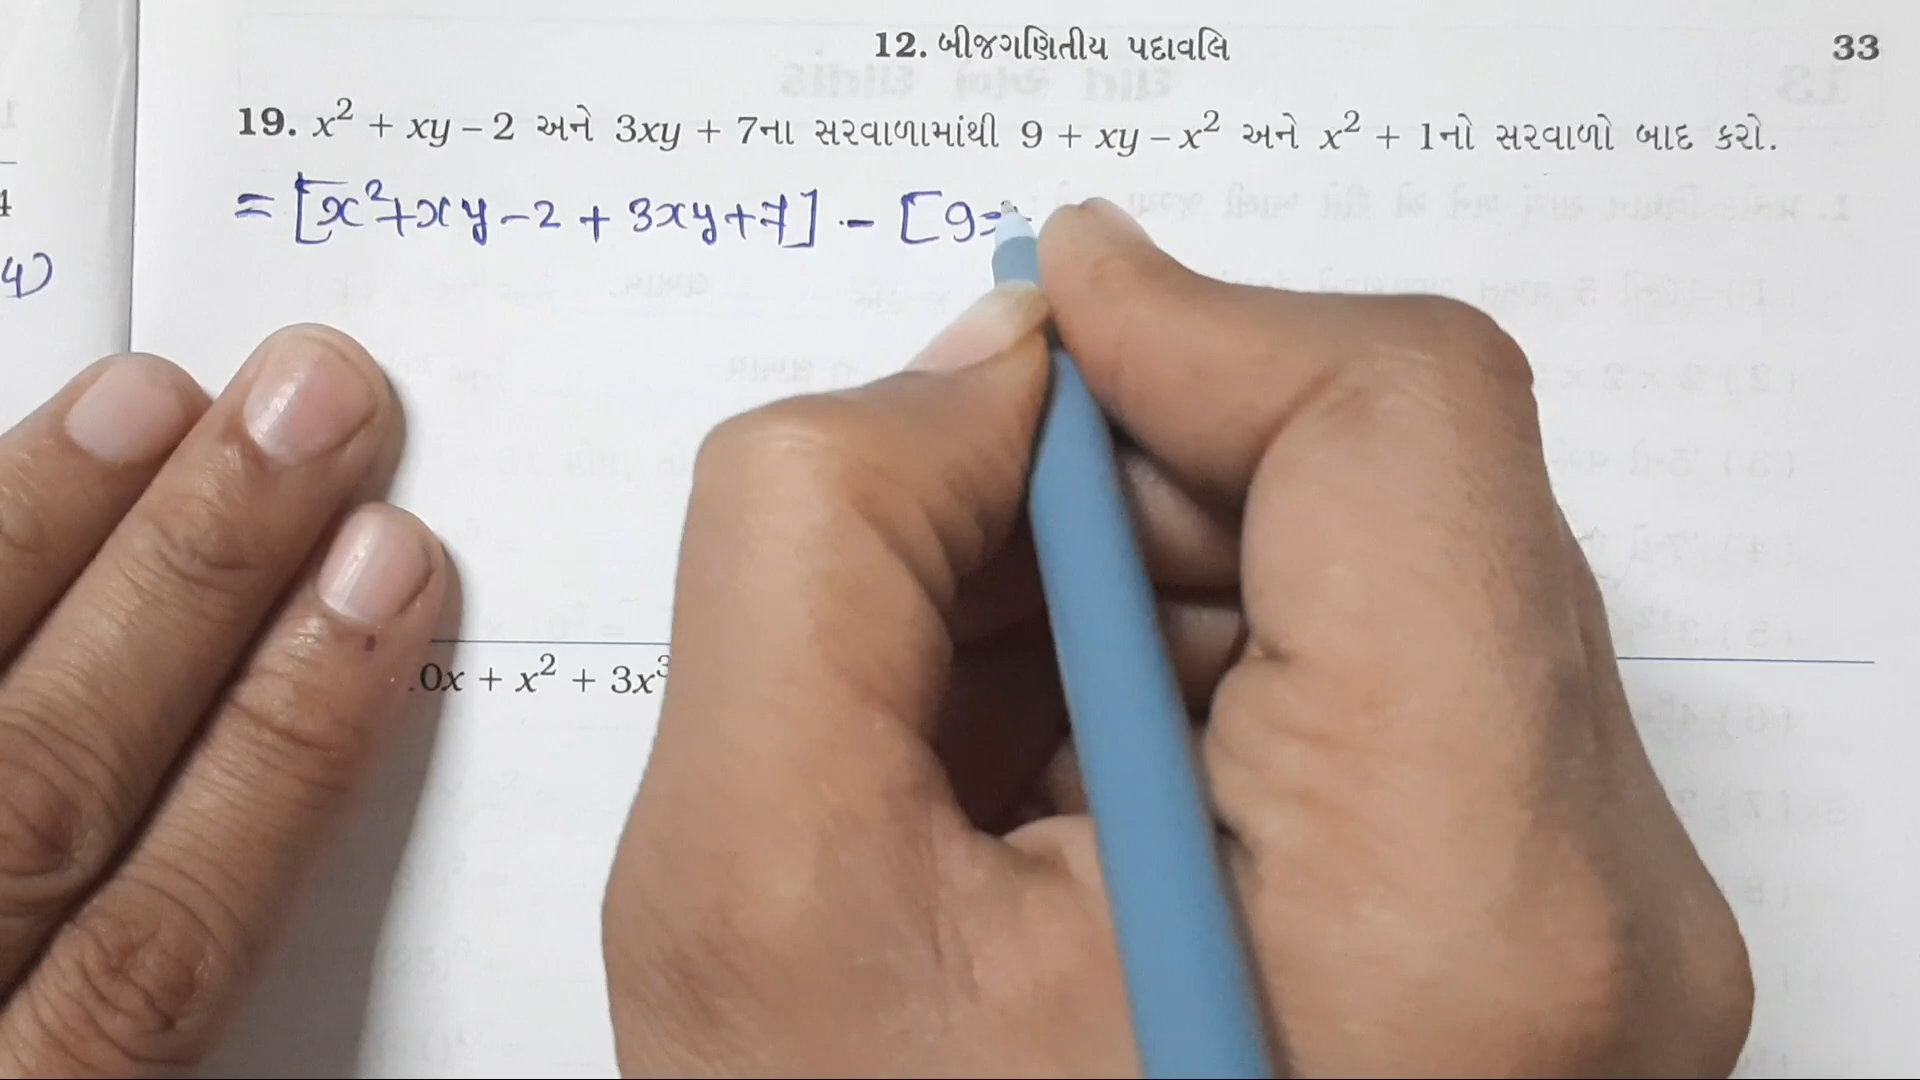 12. બીજગણિતીય પદાવલિ 33
19. x² + xy – 2 અને 3xy + 7ના સરવાળામાંથી 9 + xy – x² અને x² + 1નો સરવાળો બાદ કરો.
= [x² + xy – 2 + 3xy + 7] – [9
4)
0x + x² + 3x³